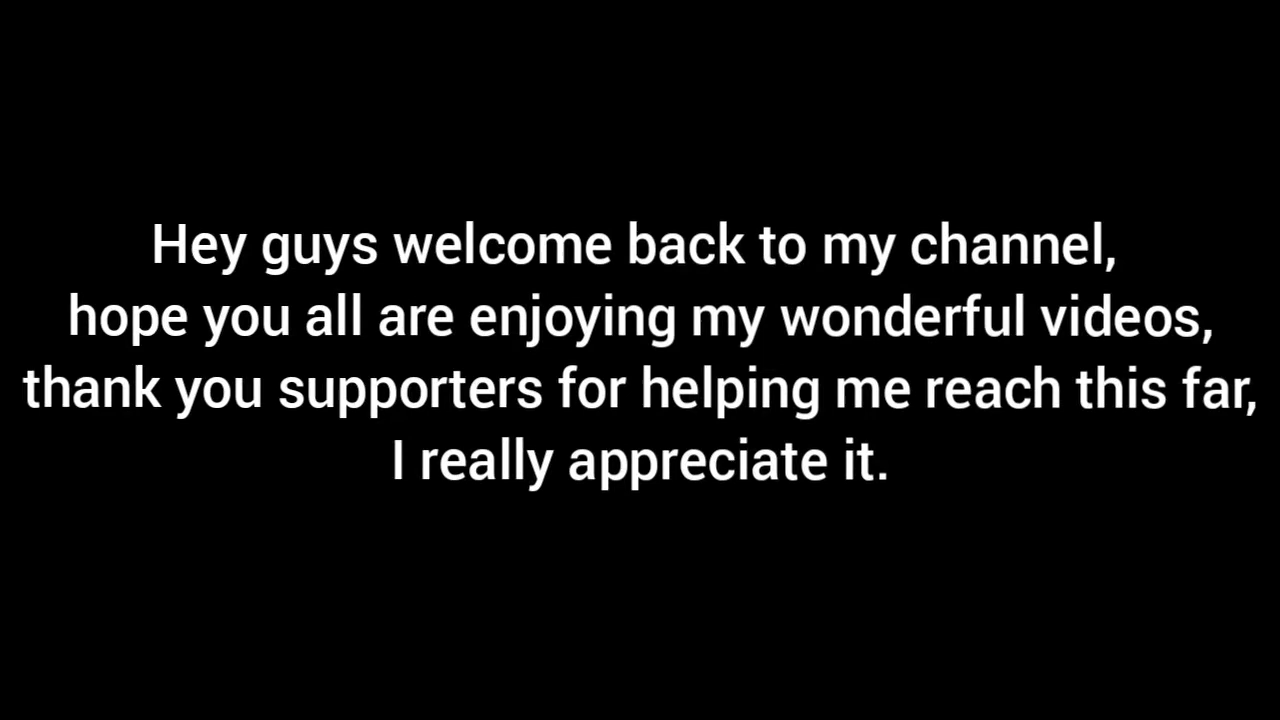 Hey guys welcome back to my channel,
hope you all are enjoying my wonderful videos,
thank you supporters for helping me reach this far,
I really appreciate it.